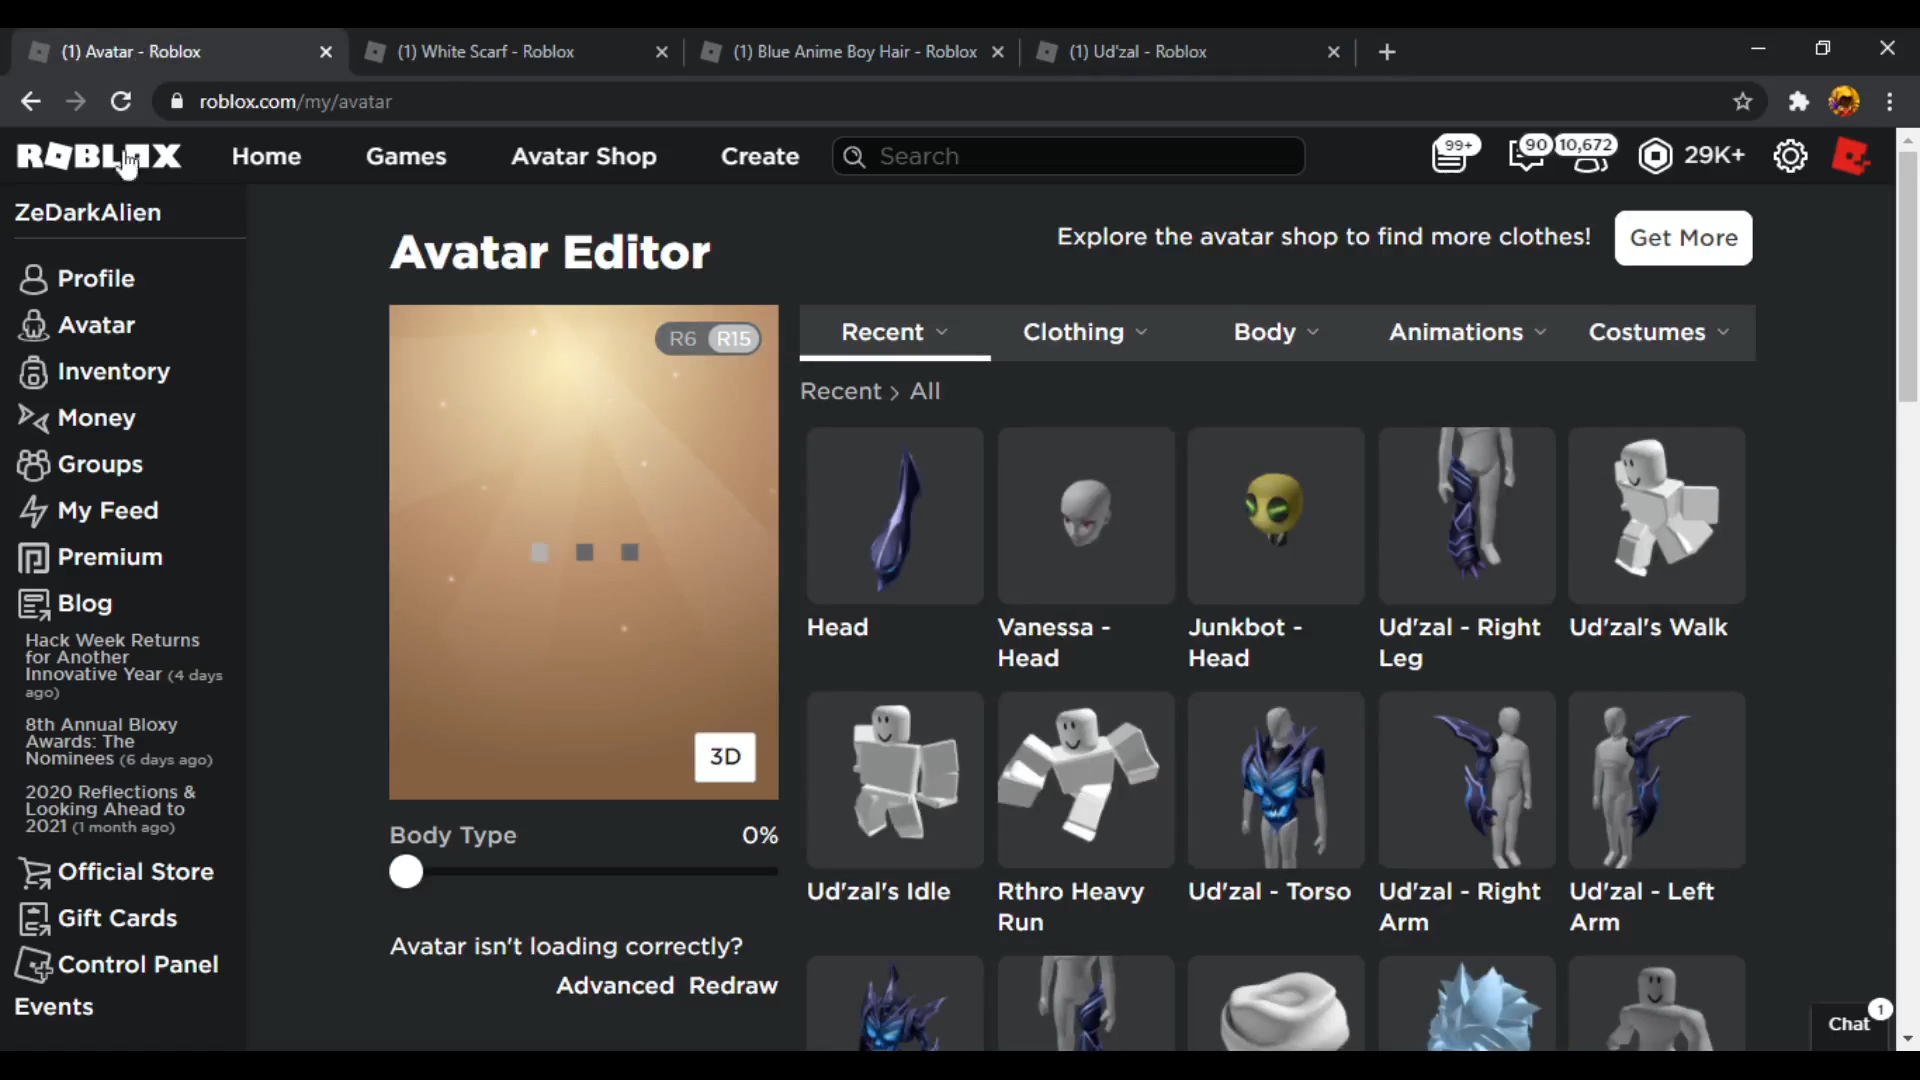 (1) Avatar - Roblox
(1) White Scarf - Roblox
(1) Blue Anime Boy Hair - Roblox
(1) Ud'zal - Roblox
roblox.com/my/avatar
ROBLOX
Home
Games
Avatar Shop
Create
Search
99+
90
10,672
29K+
ZeDarkAlien
Profile
Avatar
Inventory
Money
Groups
My Feed
Premium
Blog
Hack Week Returns
for Another
Innovative Year (4 days
ago)
8th Annual Bloxy
Awards: The
Nominees (6 days ago)
2020 Reflections &
Looking Ahead to
2021 (1 month ago)
Official Store
Gift Cards
Control Panel
Events
Avatar Editor
Explore the avatar shop to find more clothes!
Get More
R6 R15
3D
Body Type 0%
Avatar isn't loading correctly?
Advanced Redraw
Recent
Clothing
Body
Animations
Costumes
Recent > All
Head
Vanessa -
Head
Junkbot -
Head
Ud'zal - Right
Leg
Ud'zal's Walk
Ud'zal's Idle
Rthro Heavy
Run
Ud'zal - Torso
Ud'zal - Right
Arm
Ud'zal - Left
Arm
Chat
1